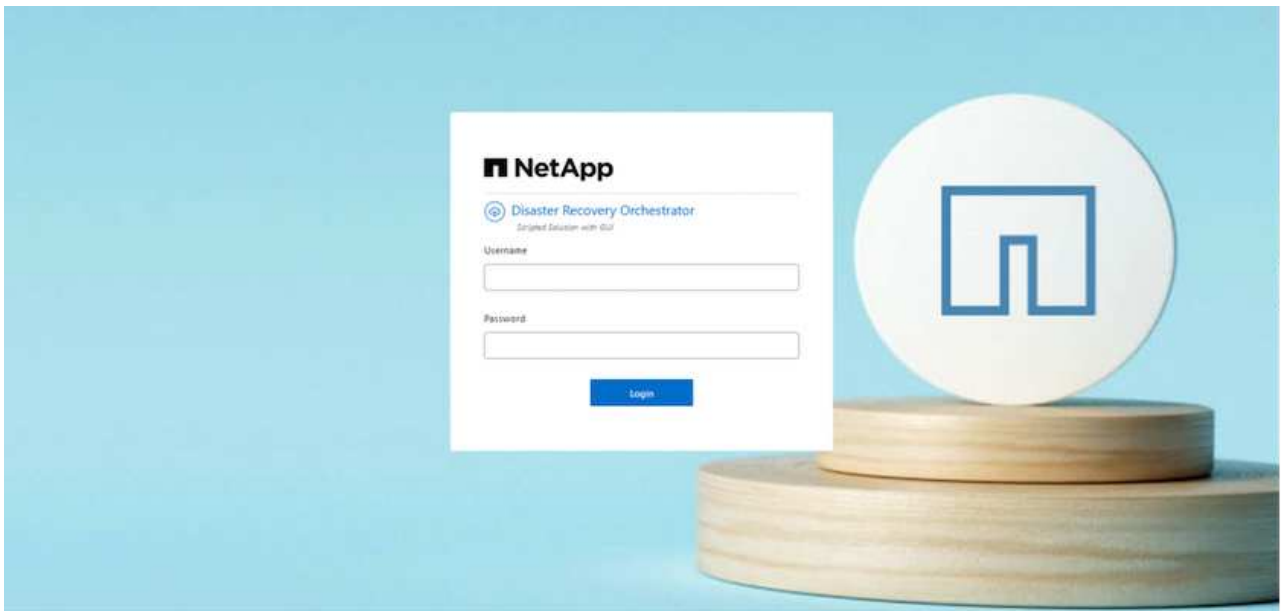 NetApp
Disaster Recovery Orchestrator
Scripted Solution with GUI
Username
Password
Login